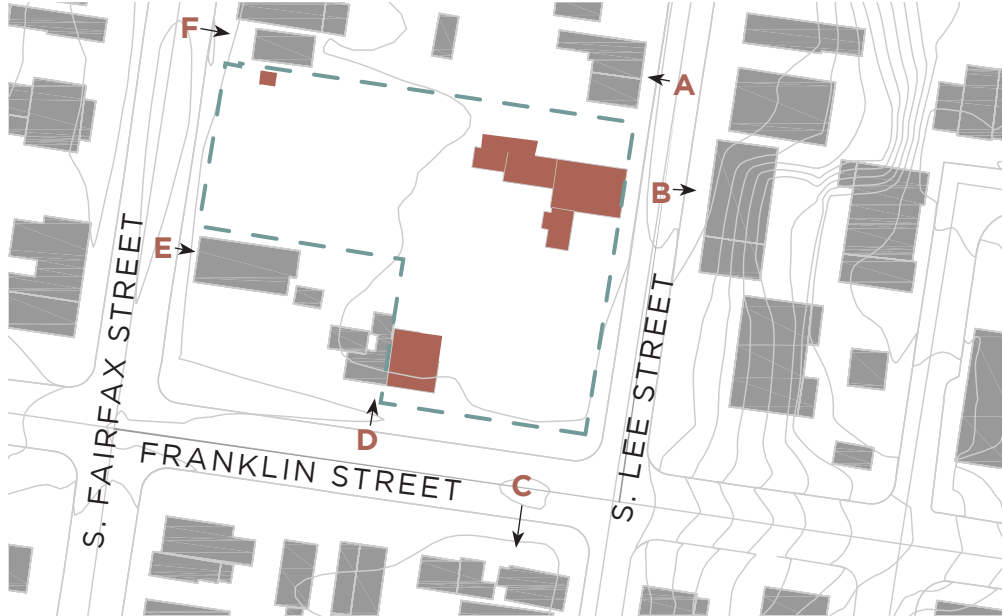 F
A
B
E
S. FAIRFAX STREET
S. LEE STREET
D
FRANKLIN STREET
C